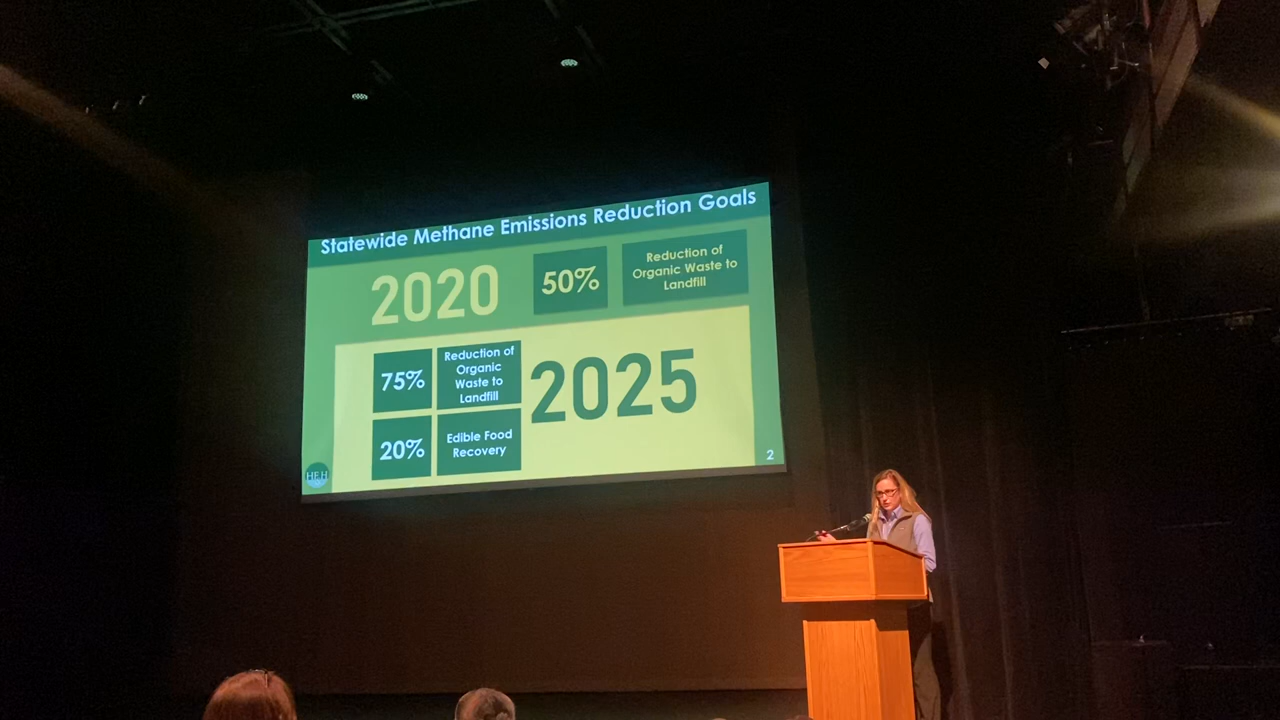 Statewide Methane Emissions Reduction Goals
2020
50%
Reduction of
Organic Waste to
Landfill
75%
Reduction of
Organic
Waste to
Landfill
2025
20%
Edible Food
Recovery
HF&H
2